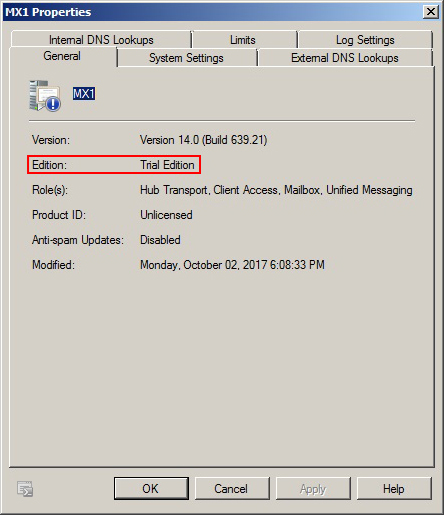 MX1 Properties
Internal DNS Lookups
Limits
Log Settings
General
System Settings
External DNS Lookups
MX1
Version: Version 14.0 (Build 639.21)
Edition: Trial Edition
Role(s): Hub Transport, Client Access, Mailbox, Unified Messaging
Product ID: Unlicensed
Anti-spam Updates: Disabled
Modified: Monday, October 02, 2017 6:08:33 PM
OK
Cancel
Apply
Help